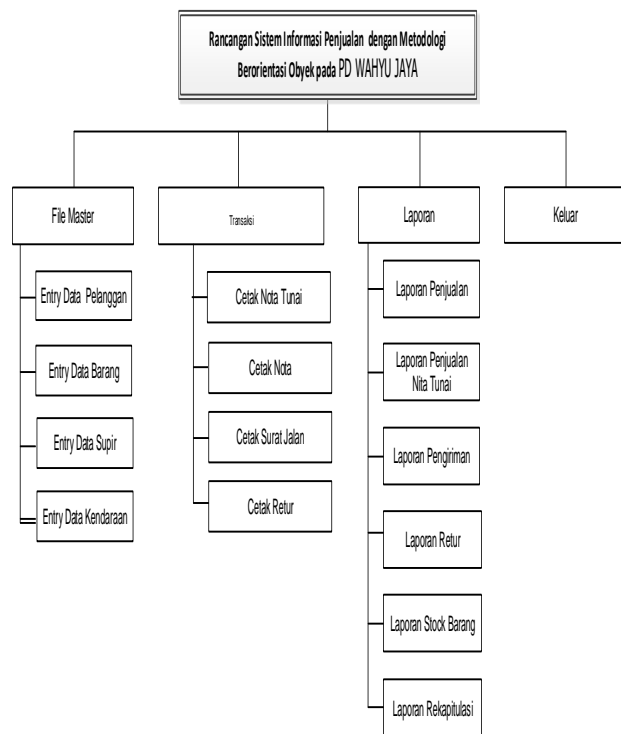 Rancangan Sistem Informasi Penjualan dengan Metodologi
Berorientasi Obyek pada PD WAHYU JAYA
File Master
Transaksi
Laporan
Keluar
Entry Data Pelanggan
Entry Data Barang
Entry Data Supir
Entry Data Kendaraan
Cetak Nota Tunai
Cetak Nota
Cetak Surat Jalan
Cetak Retur
Laporan Penjualan
Laporan Penjualan
Nita Tunai
Laporan Pengiriman
Laporan Retur
Laporan Stock Barang
Laporan Rekapitulasi